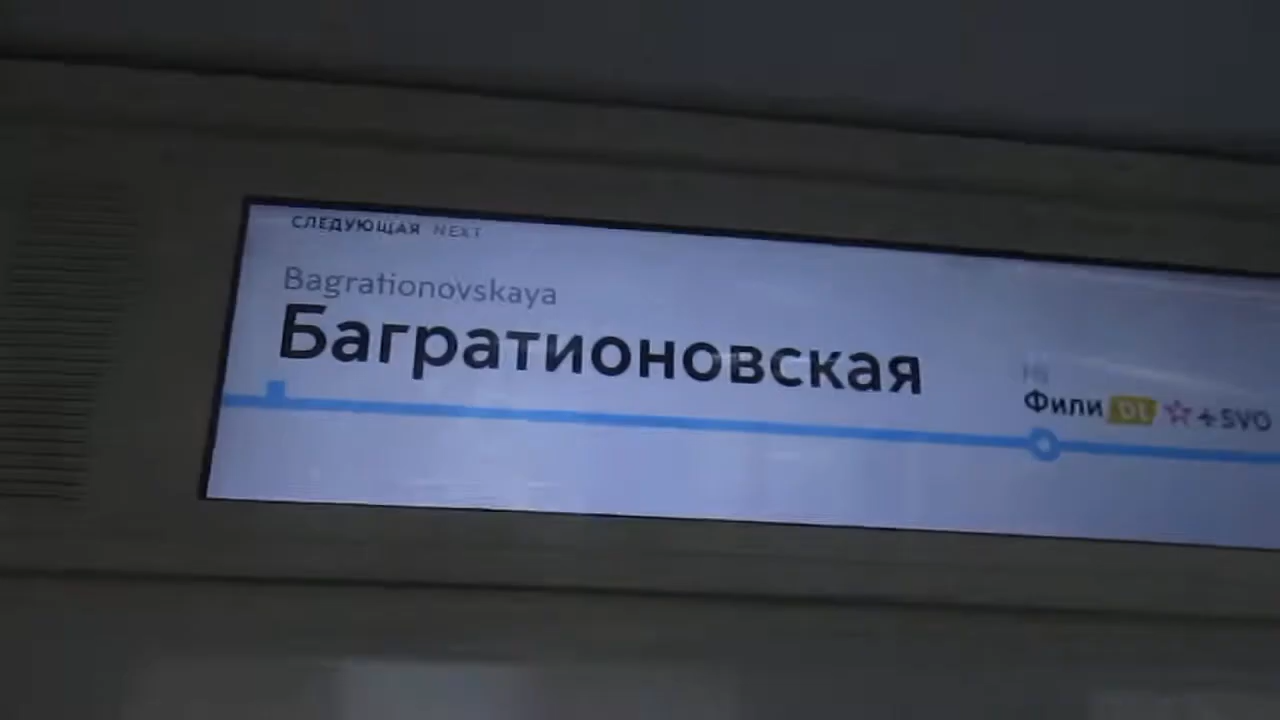 СЛЕДУЮЩАЯ NEXT
Bagrationovskaya
Багратионовская
Фили D1 SVO